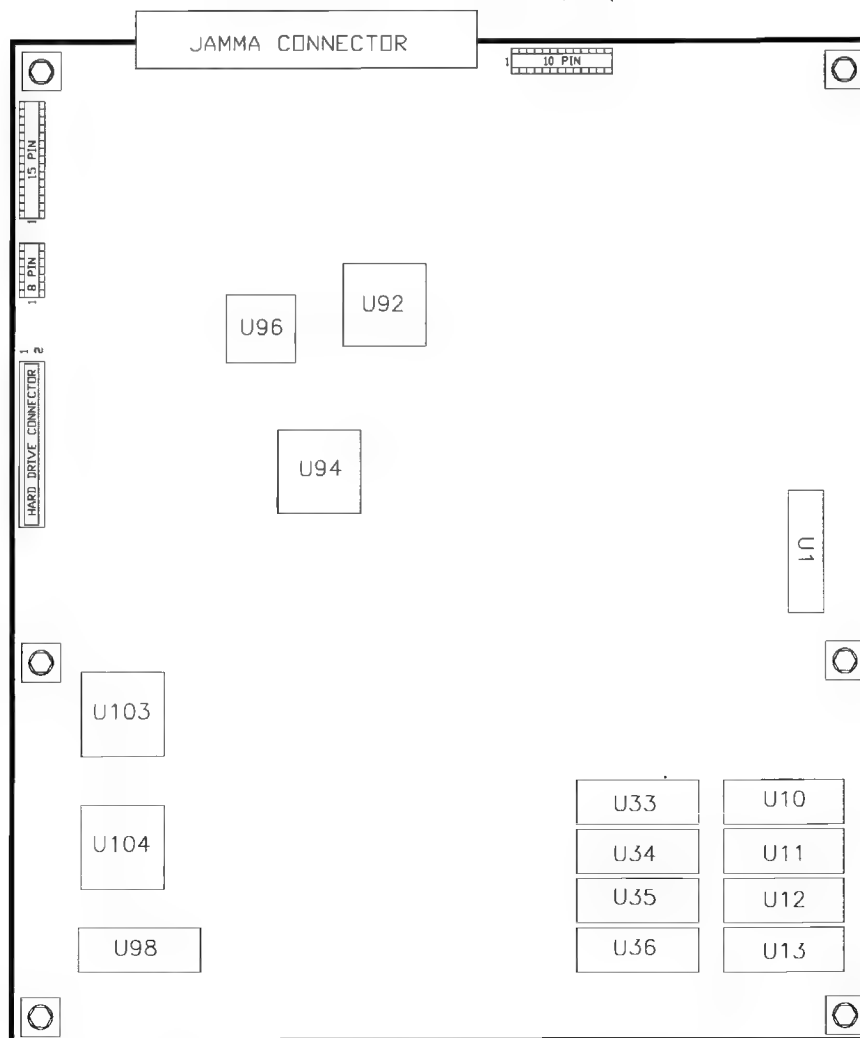 JAMMA CONNECTOR
1
10 PIN
15 PIN
1
8 PIN
1
1
2
HARD DRIVE CONNECTOR
U96
U92
U94
U1
U103
U104
U98
U33
U10
U34
U11
U35
U12
U36
U13